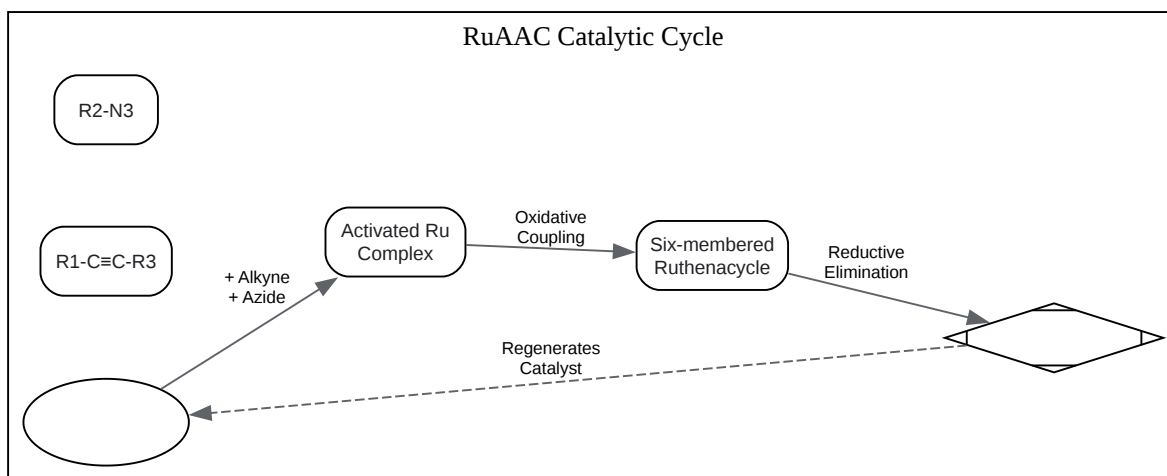 RuAAC Catalytic Cycle
R2-N3
R1-C≡C-R3
+ Alkyne
+ Azide
Activated Ru
Complex
Oxidative
Coupling
Six-membered
Ruthenacycle
Reductive
Elimination
Regenerates
Catalyst